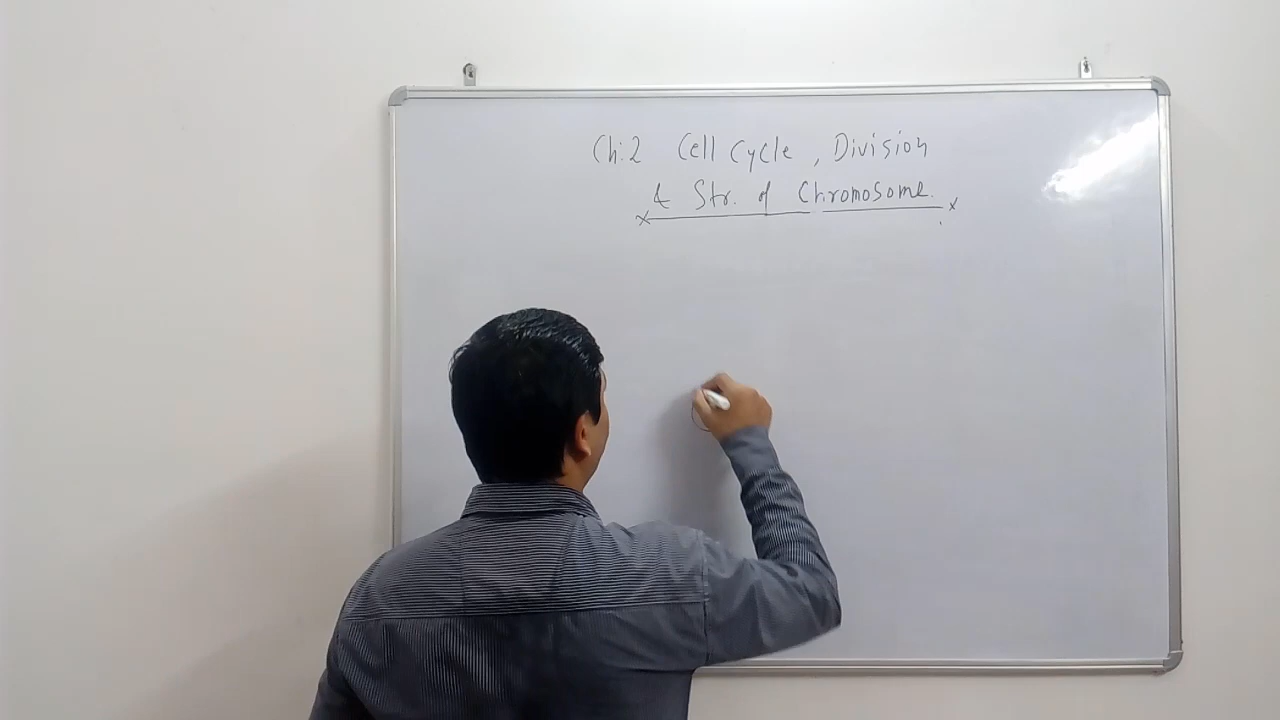 Ch:2 Cell Cycle, Division
& Str. of Chromosome.